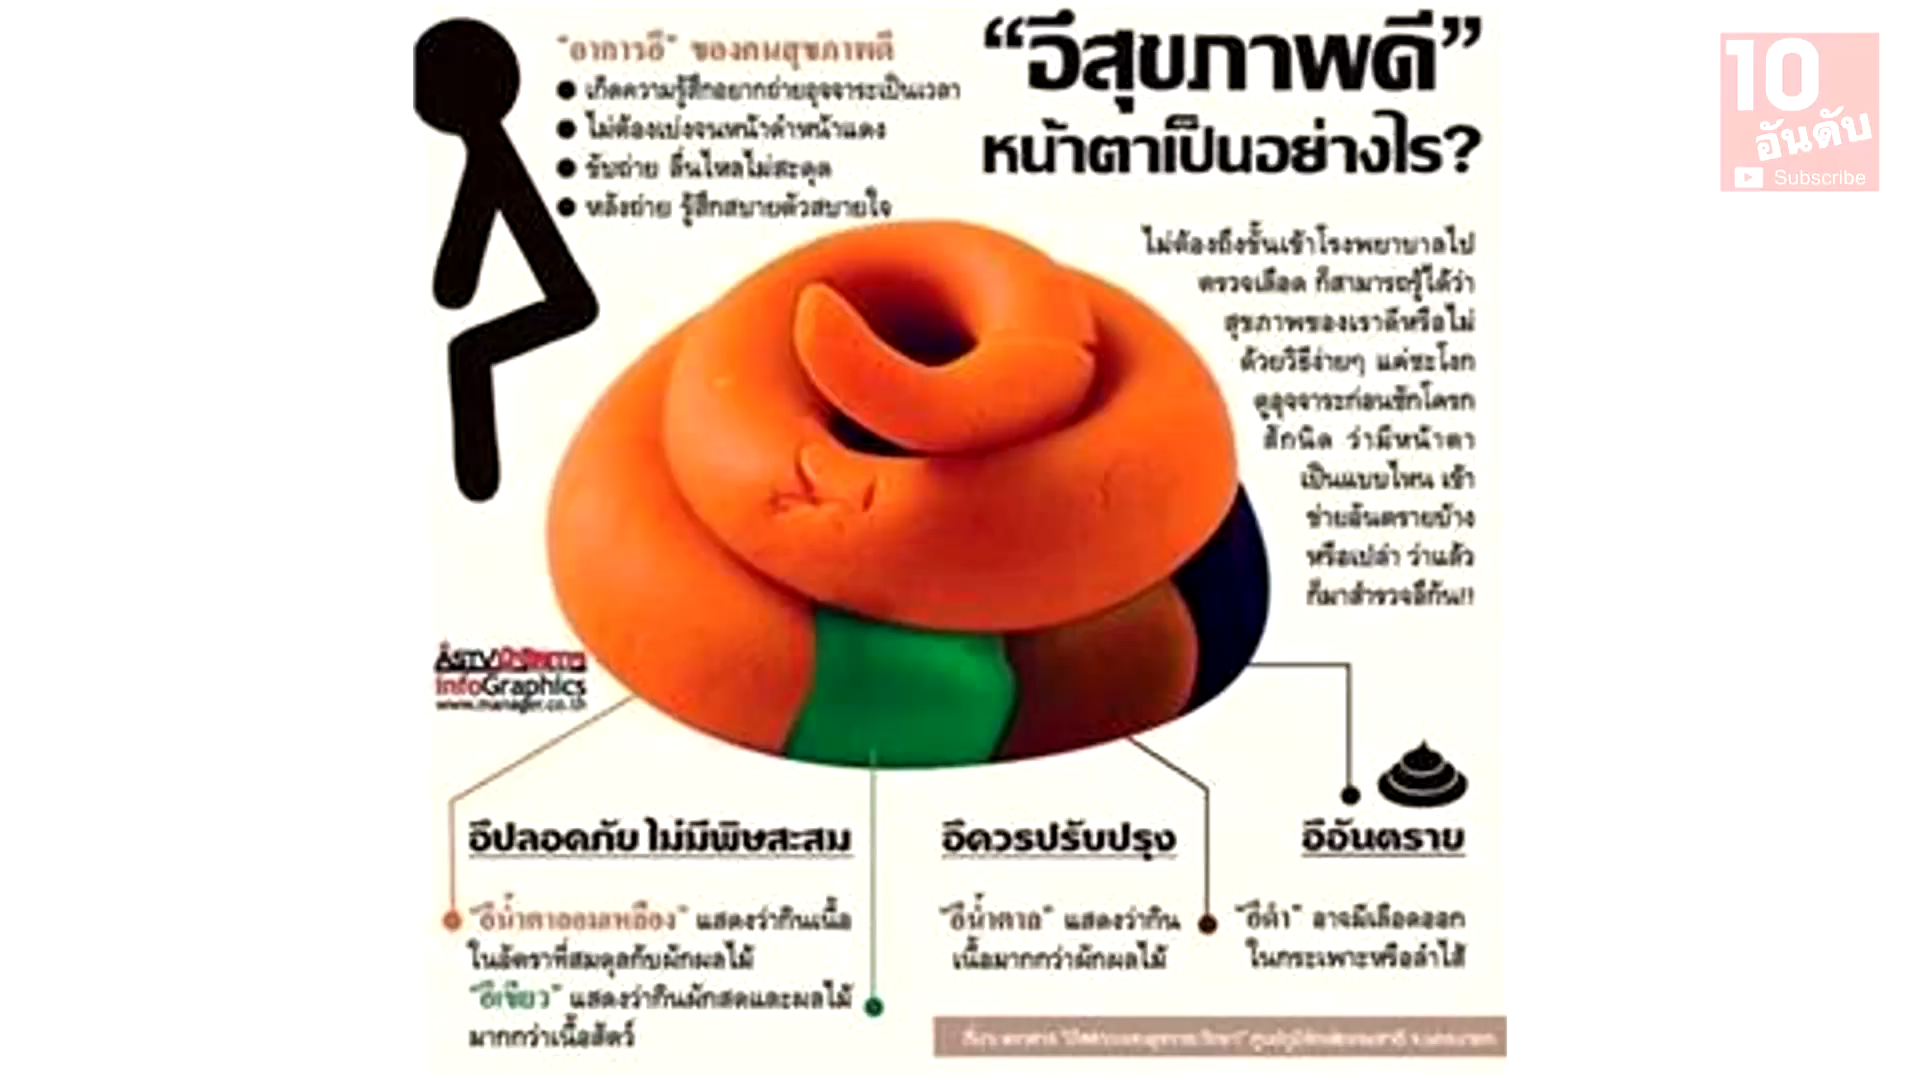 "อาการอึ" ของคนสุขภาพดี
● เกิดความรู้สึกอยากถ่ายอุจจาระเป็นเวลา
● ไม่ต้องเบ่งจนหน้าดำหน้าแดง
● ขับถ่าย ลื่นไหลไม่สะดุด
● หลังถ่าย รู้สึกสบายตัวสบายใจ
“อึสุขภาพดี”
หน้าตาเป็นอย่างไร?
10
อันดับ
Subscribe
ไม่ต้องถึงขั้นเข้าโรงพยาบาลไป
ตรวจเลือด ก็สามารถรู้ได้ว่า
สุขภาพของเราดีหรือไม่
ด้วยวิธีง่ายๆ แค่ชะโงก
ดูอุจจาระก่อนชักโครก
สักนิด ว่ามีหน้าตา
เป็นแบบไหน เข้า
ข่ายอันตรายบ้าง
หรือเปล่า ว่าแล้ว
ก็มาสำรวจอึกัน!!
ASTV
InfoGraphics
www.manager.co.th
อึปลอดภัย ไม่มีพิษสะสม
"อึน้ำตาลอมเหลือง" แสดงว่ากินเนื้อ
ในอัตราที่สมดุลกับผักผลไม้
"อึเขียว" แสดงว่ากินผักสดและผลไม้
มากกว่าเนื้อสัตว์
อึควรปรับปรุง
"อึน้ำตาล" แสดงว่ากิน
เนื้อมากกว่าผักผลไม้
อึอันตราย
"อึดำ" อาจมีเลือดออก
ในกระเพาะหรือลำไส้